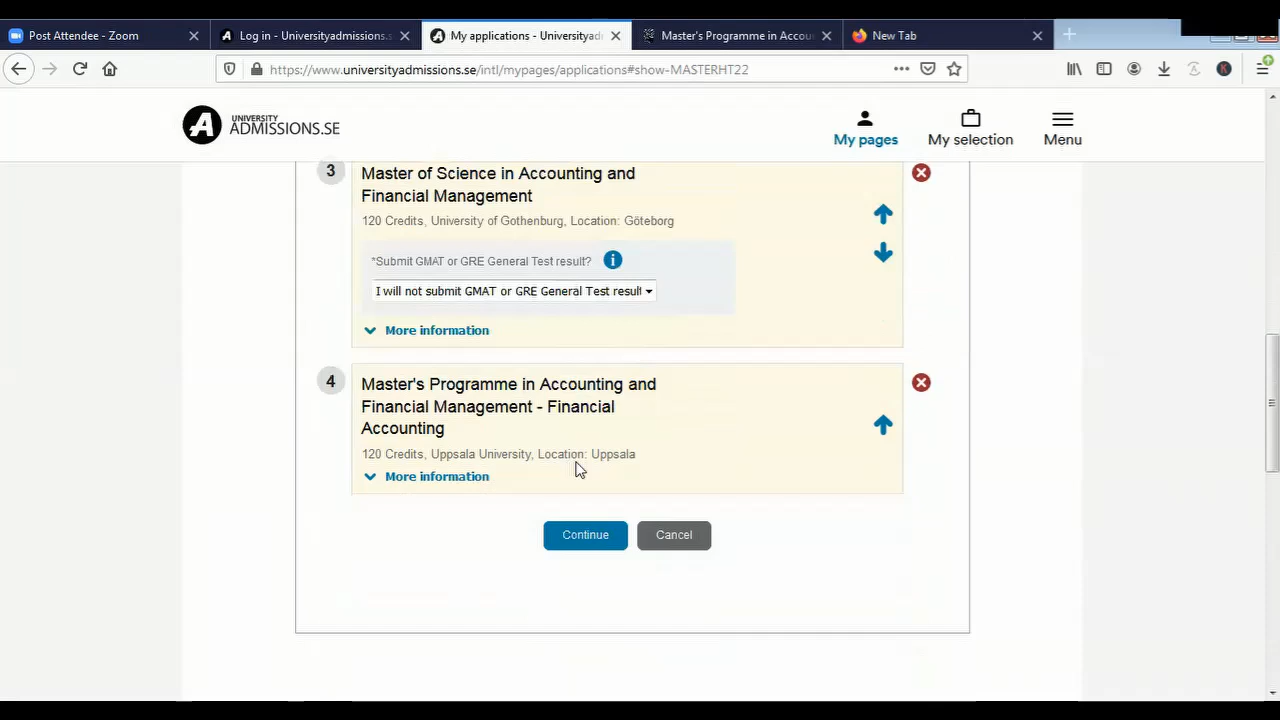 Post Attendee - Zoom
Log in - Universityadmissions.s
My applications - Universityad
Master's Programme in Accou
New Tab
https://www.universityadmissions.se/intl/mypages/applications#show-MASTERHT22
UNIVERSITY
ADMISSIONS.SE
My pages
My selection
Menu
3
Master of Science in Accounting and
Financial Management
120 Credits, University of Gothenburg, Location: Göteborg
*Submit GMAT or GRE General Test result?
I will not submit GMAT or GRE General Test result
More information
4
Master's Programme in Accounting and
Financial Management - Financial
Accounting
120 Credits, Uppsala University, Location: Uppsala
More information
Continue
Cancel